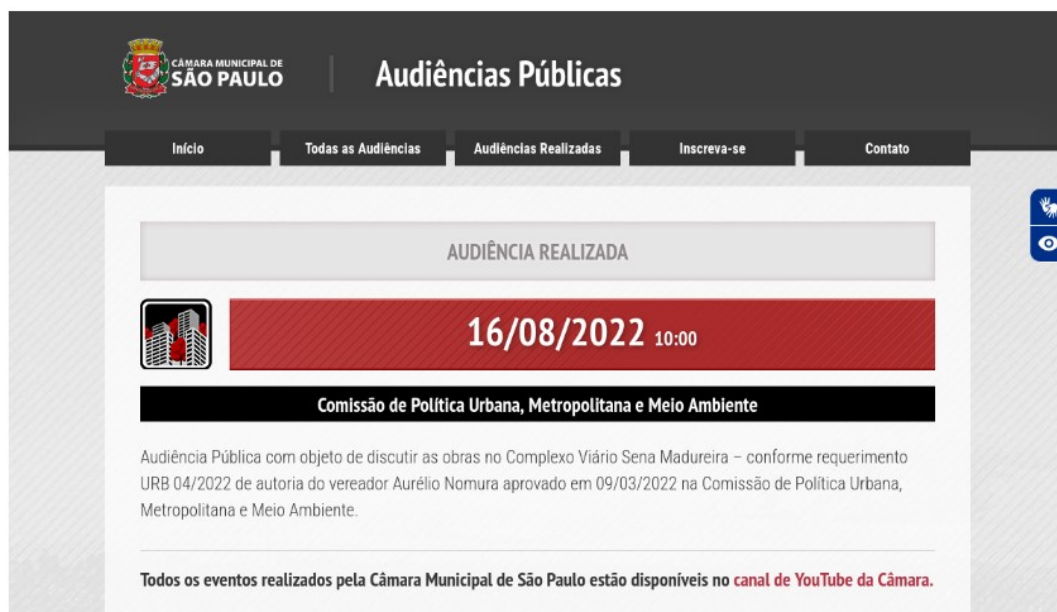 CÂMARA MUNICIPAL DE
SÃO PAULO
Audiências Públicas
Início
Todas as Audiências
Audiências Realizadas
Inscreva-se
Contato
AUDIÊNCIA REALIZADA
16/08/2022 10:00
Comissão de Política Urbana, Metropolitana e Meio Ambiente
Audiência Pública com objeto de discutir as obras no Complexo Viário Sena Madureira – conforme requerimento
URB 04/2022 de autoria do vereador Aurélio Nomura aprovado em 09/03/2022 na Comissão de Política Urbana,
Metropolitana e Meio Ambiente.
Todos os eventos realizados pela Câmara Municipal de São Paulo estão disponíveis no canal de YouTube da Câmara.